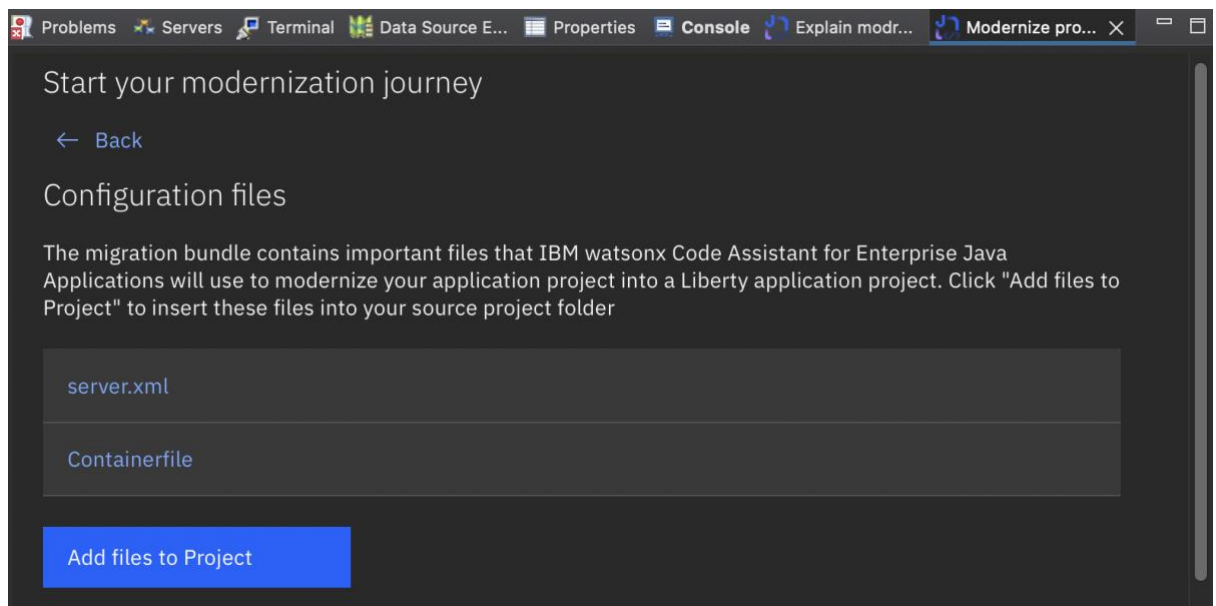 Problems Servers Terminal Data Source E... Properties Console Explain modr... Modernize pro...
Start your modernization journey
← Back
Configuration files
The migration bundle contains important files that IBM watsonx Code Assistant for Enterprise Java
Applications will use to modernize your application project into a Liberty application project. Click "Add files to
Project" to insert these files into your source project folder
server.xml
Containerfile
Add files to Project